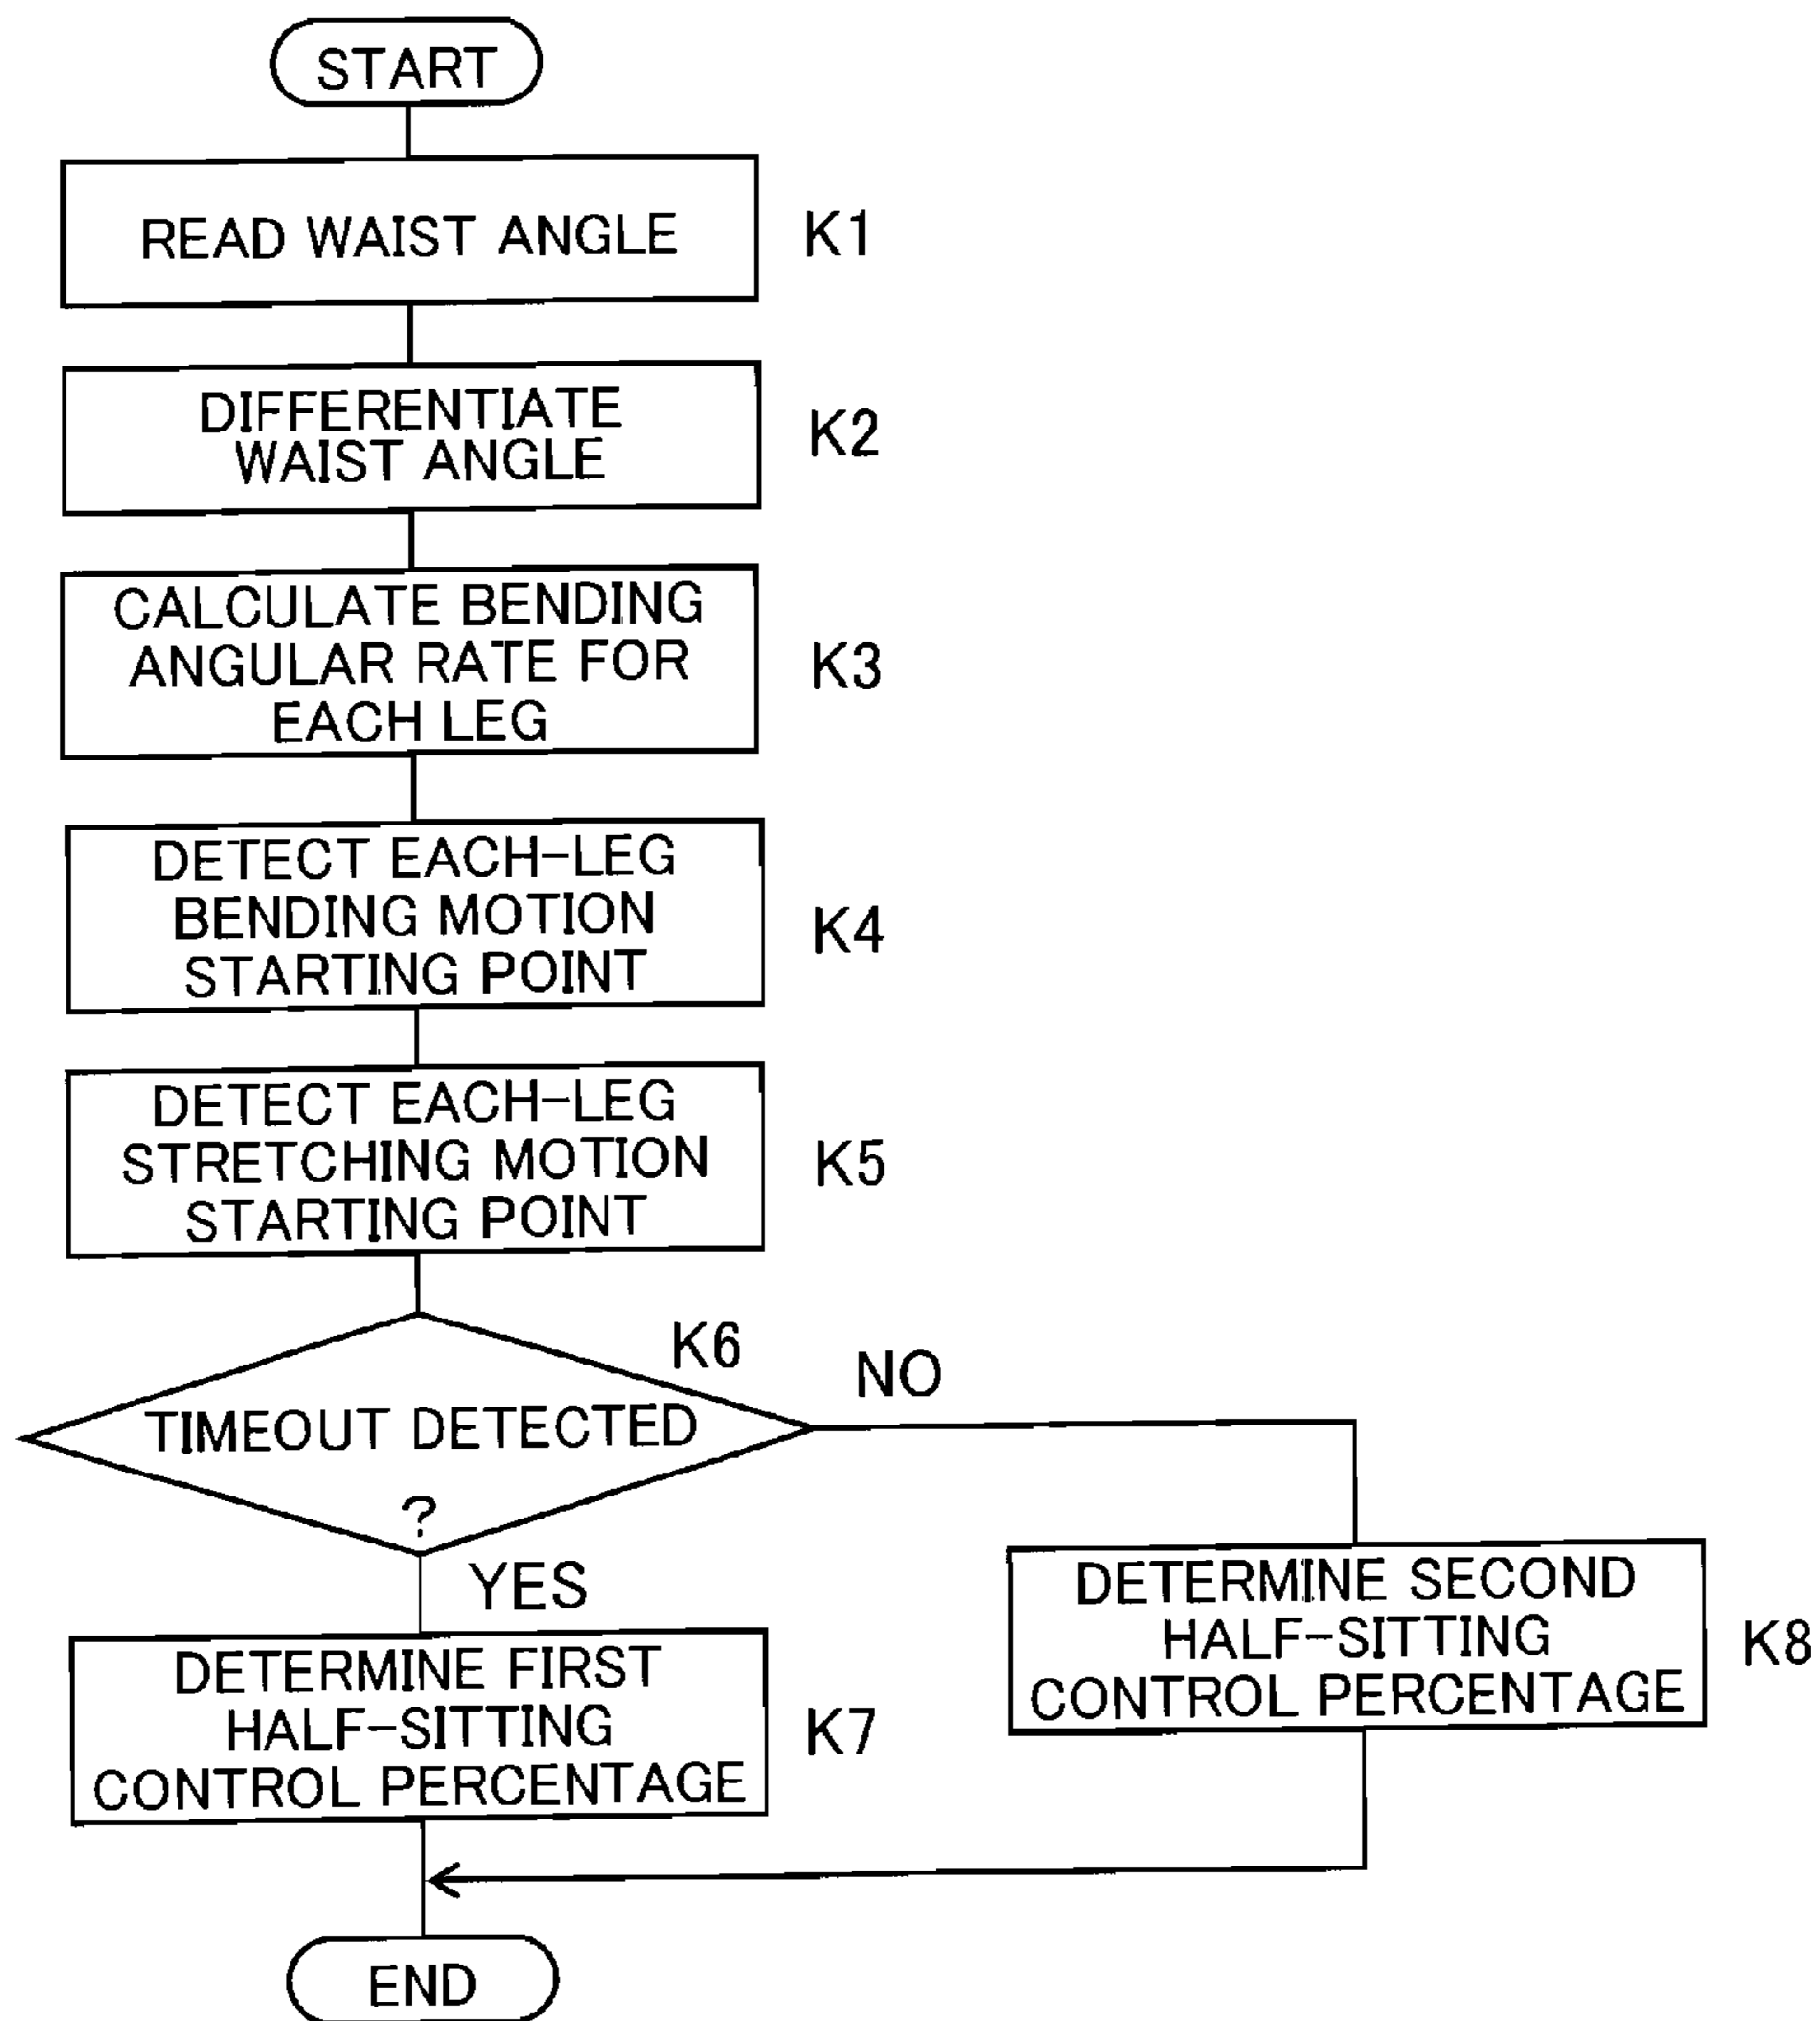 START
READ WAIST ANGLE
K1
DIFFERENTIATE
WAIST ANGLE
K2
CALCULATE BENDING
ANGULAR RATE FOR
EACH LEG
K3
DETECT EACH-LEG
BENDING MOTION
STARTING POINT
K4
DETECT EACH-LEG
STRETCHING MOTION
STARTING POINT
K5
K6
TIMEOUT DETECTED
?
NO
YES
DETERMINE FIRST
HALF-SITTING
CONTROL PERCENTAGE
K7
DETERMINE SECOND
HALF-SITTING
CONTROL PERCENTAGE
K8
END